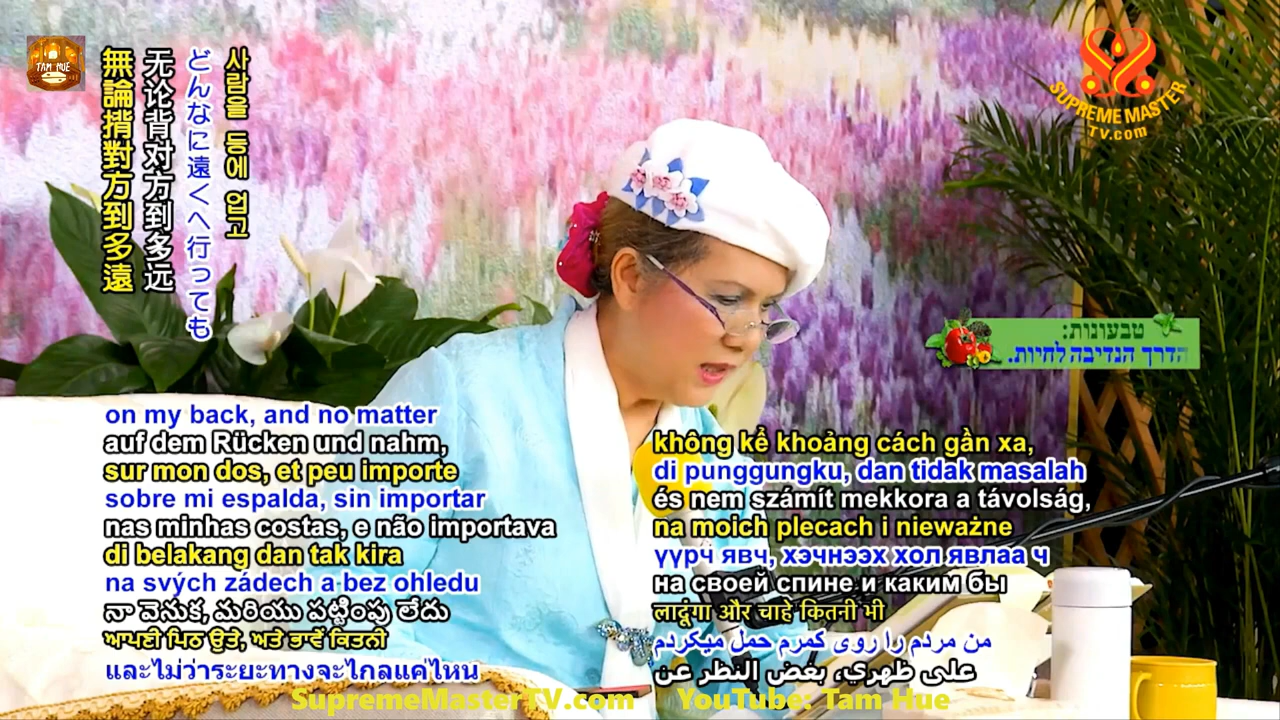 TAM HUE
SUPREME MASTER
TV.com
사람을 등에 업고
どんなに遠くへ行っても
无论背对方到多远
無論揹對方到多遠
טבעונות:
הדרך הנדיבה לחיות.
on my back, and no matter
auf dem Rücken und nahm,
sur mon dos, et peu importe
sobre mi espalda, sin importar
nas minhas costas, e não importava
di belakang dan tak kira
na svých zádech a bez ohledu
నా వెనుక, మరియు పట్టింపు లేదు
ਆਪਣੀ ਪਿਠ ਉਤੇ, ਅਤੇ ਭਾਵੇਂ ਕਿਤਨੀ
และไม่ว่าระยะทางจะไกลแค่ไหน
không kể khoảng cách gần xa,
di punggungku, dan tidak masalah
és nem számít mekkora a távolság,
na moich plecach i nieważne
үүрч явч, хэчнээх хол явлаа ч
на своей спине и каким бы
लादूंगा और चाहे कितनी भी
من مردم را روی کمرم حمل میکردم
على ظهري، بغض النظر عن
SupremeMasterTV.com
YouTube: Tam Hue